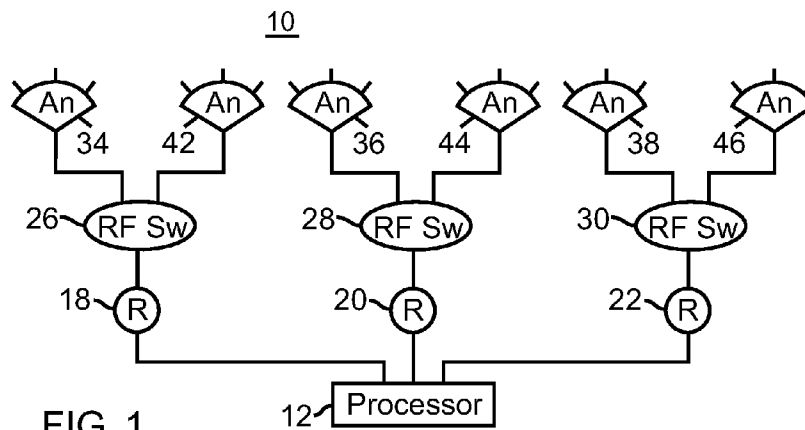 10
An An An An An An
34 42 36 44 38 46
26 RF Sw 28 RF Sw 30 RF Sw
18 R 20 R 22 R
12 Processor
FIG. 1